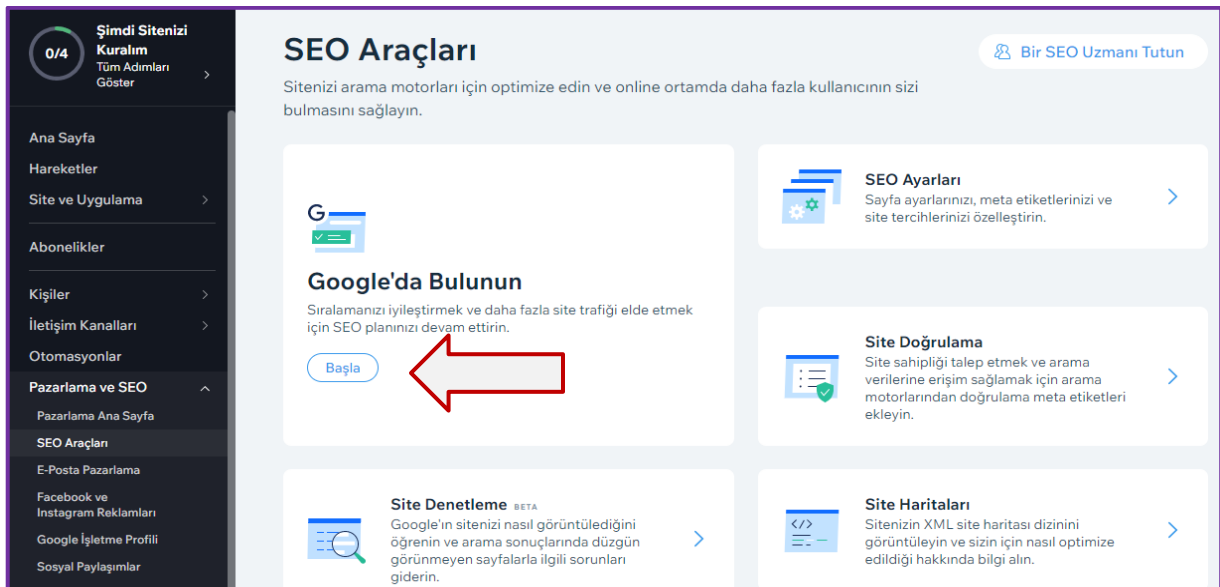 0/4
Şimdi Sitenizi
Kuralım
Tüm Adımları
Göster
Ana Sayfa
Hareketler
Site ve Uygulama
Abonelikler
Kişiler
İletişim Kanalları
Otomasyonlar
Pazarlama ve SEO
Pazarlama Ana Sayfa
SEO Araçları
E-Posta Pazarlama
Facebook ve
Instagram Reklamları
Google İşletme Profili
Sosyal Paylaşımlar
SEO Araçları
Bir SEO Uzmanı Tutun
Sitenizi arama motorları için optimize edin ve online ortamda daha fazla kullanıcının sizi
bulmasını sağlayın.
G
Google'da Bulunun
Sıralamanızı iyileştirmek ve daha fazla site trafiği elde etmek
için SEO planınızı devam ettirin.
Başla
SEO Ayarları
Sayfa ayarlarınızı, meta etiketlerinizi ve
site tercihlerinizi özelleştirin.
Site Doğrulama
Site sahipliği talep etmek ve arama
verilerine erişim sağlamak için arama
motorlarından doğrulama meta etiketleri
ekleyin.
Site Denetleme BETA
Google'ın sitenizi nasıl görüntülediğini
öğrenin ve arama sonuçlarında düzgün
görünmeyen sayfalarla ilgili sorunları
giderin.
</>
Site Haritaları
Sitenizin XML site haritası dizinini
görüntüleyin ve sizin için nasıl optimize
edildiği hakkında bilgi alın.